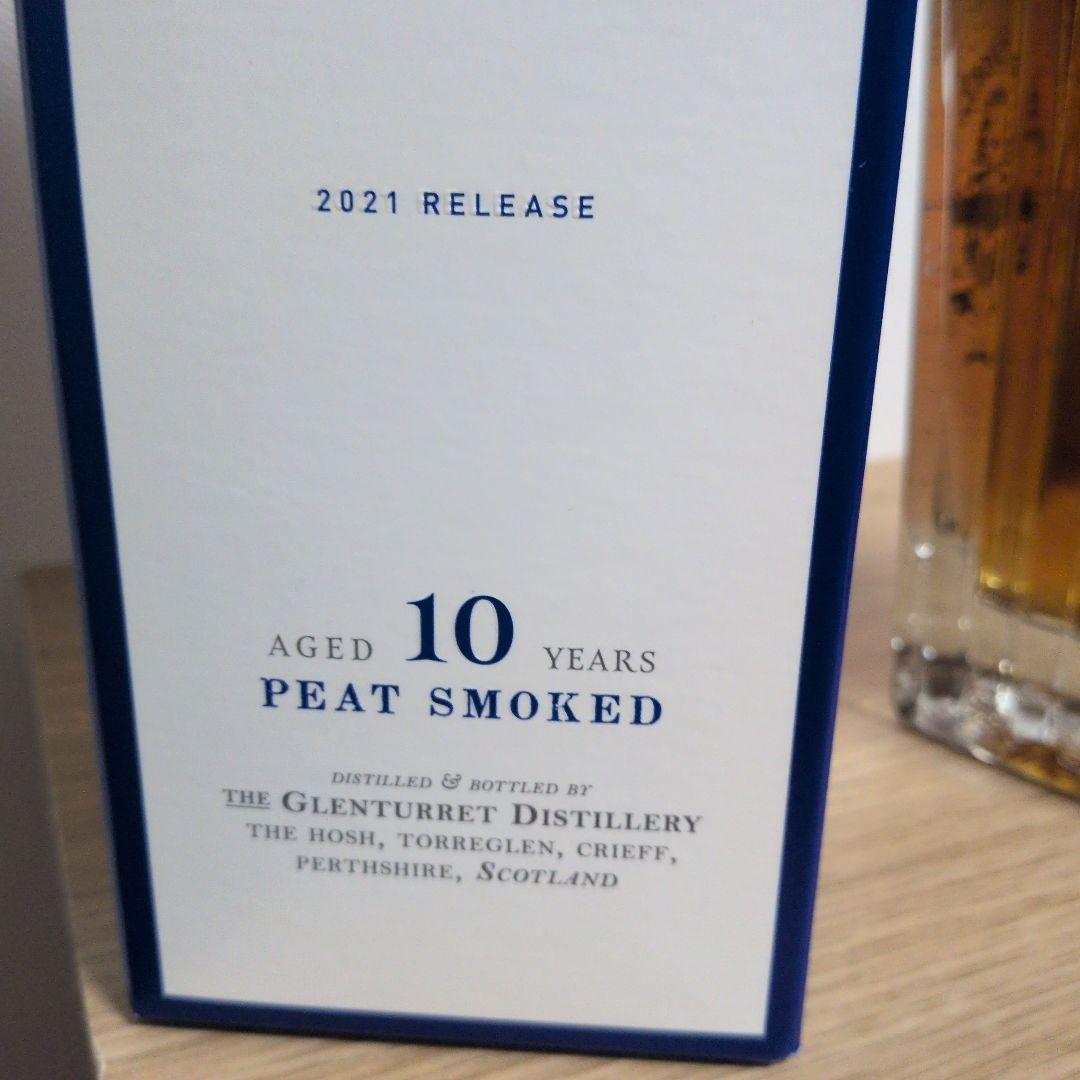 2021 RELEASE
AGED 10 YEARS
PEAT SMOKED
DISTILLED & BOTTLED BY
THE GLENTURRET DISTILLERY
THE HOSH, TORREGLEN, CRIEFF,
PERTHSHIRE, SCOTLAND